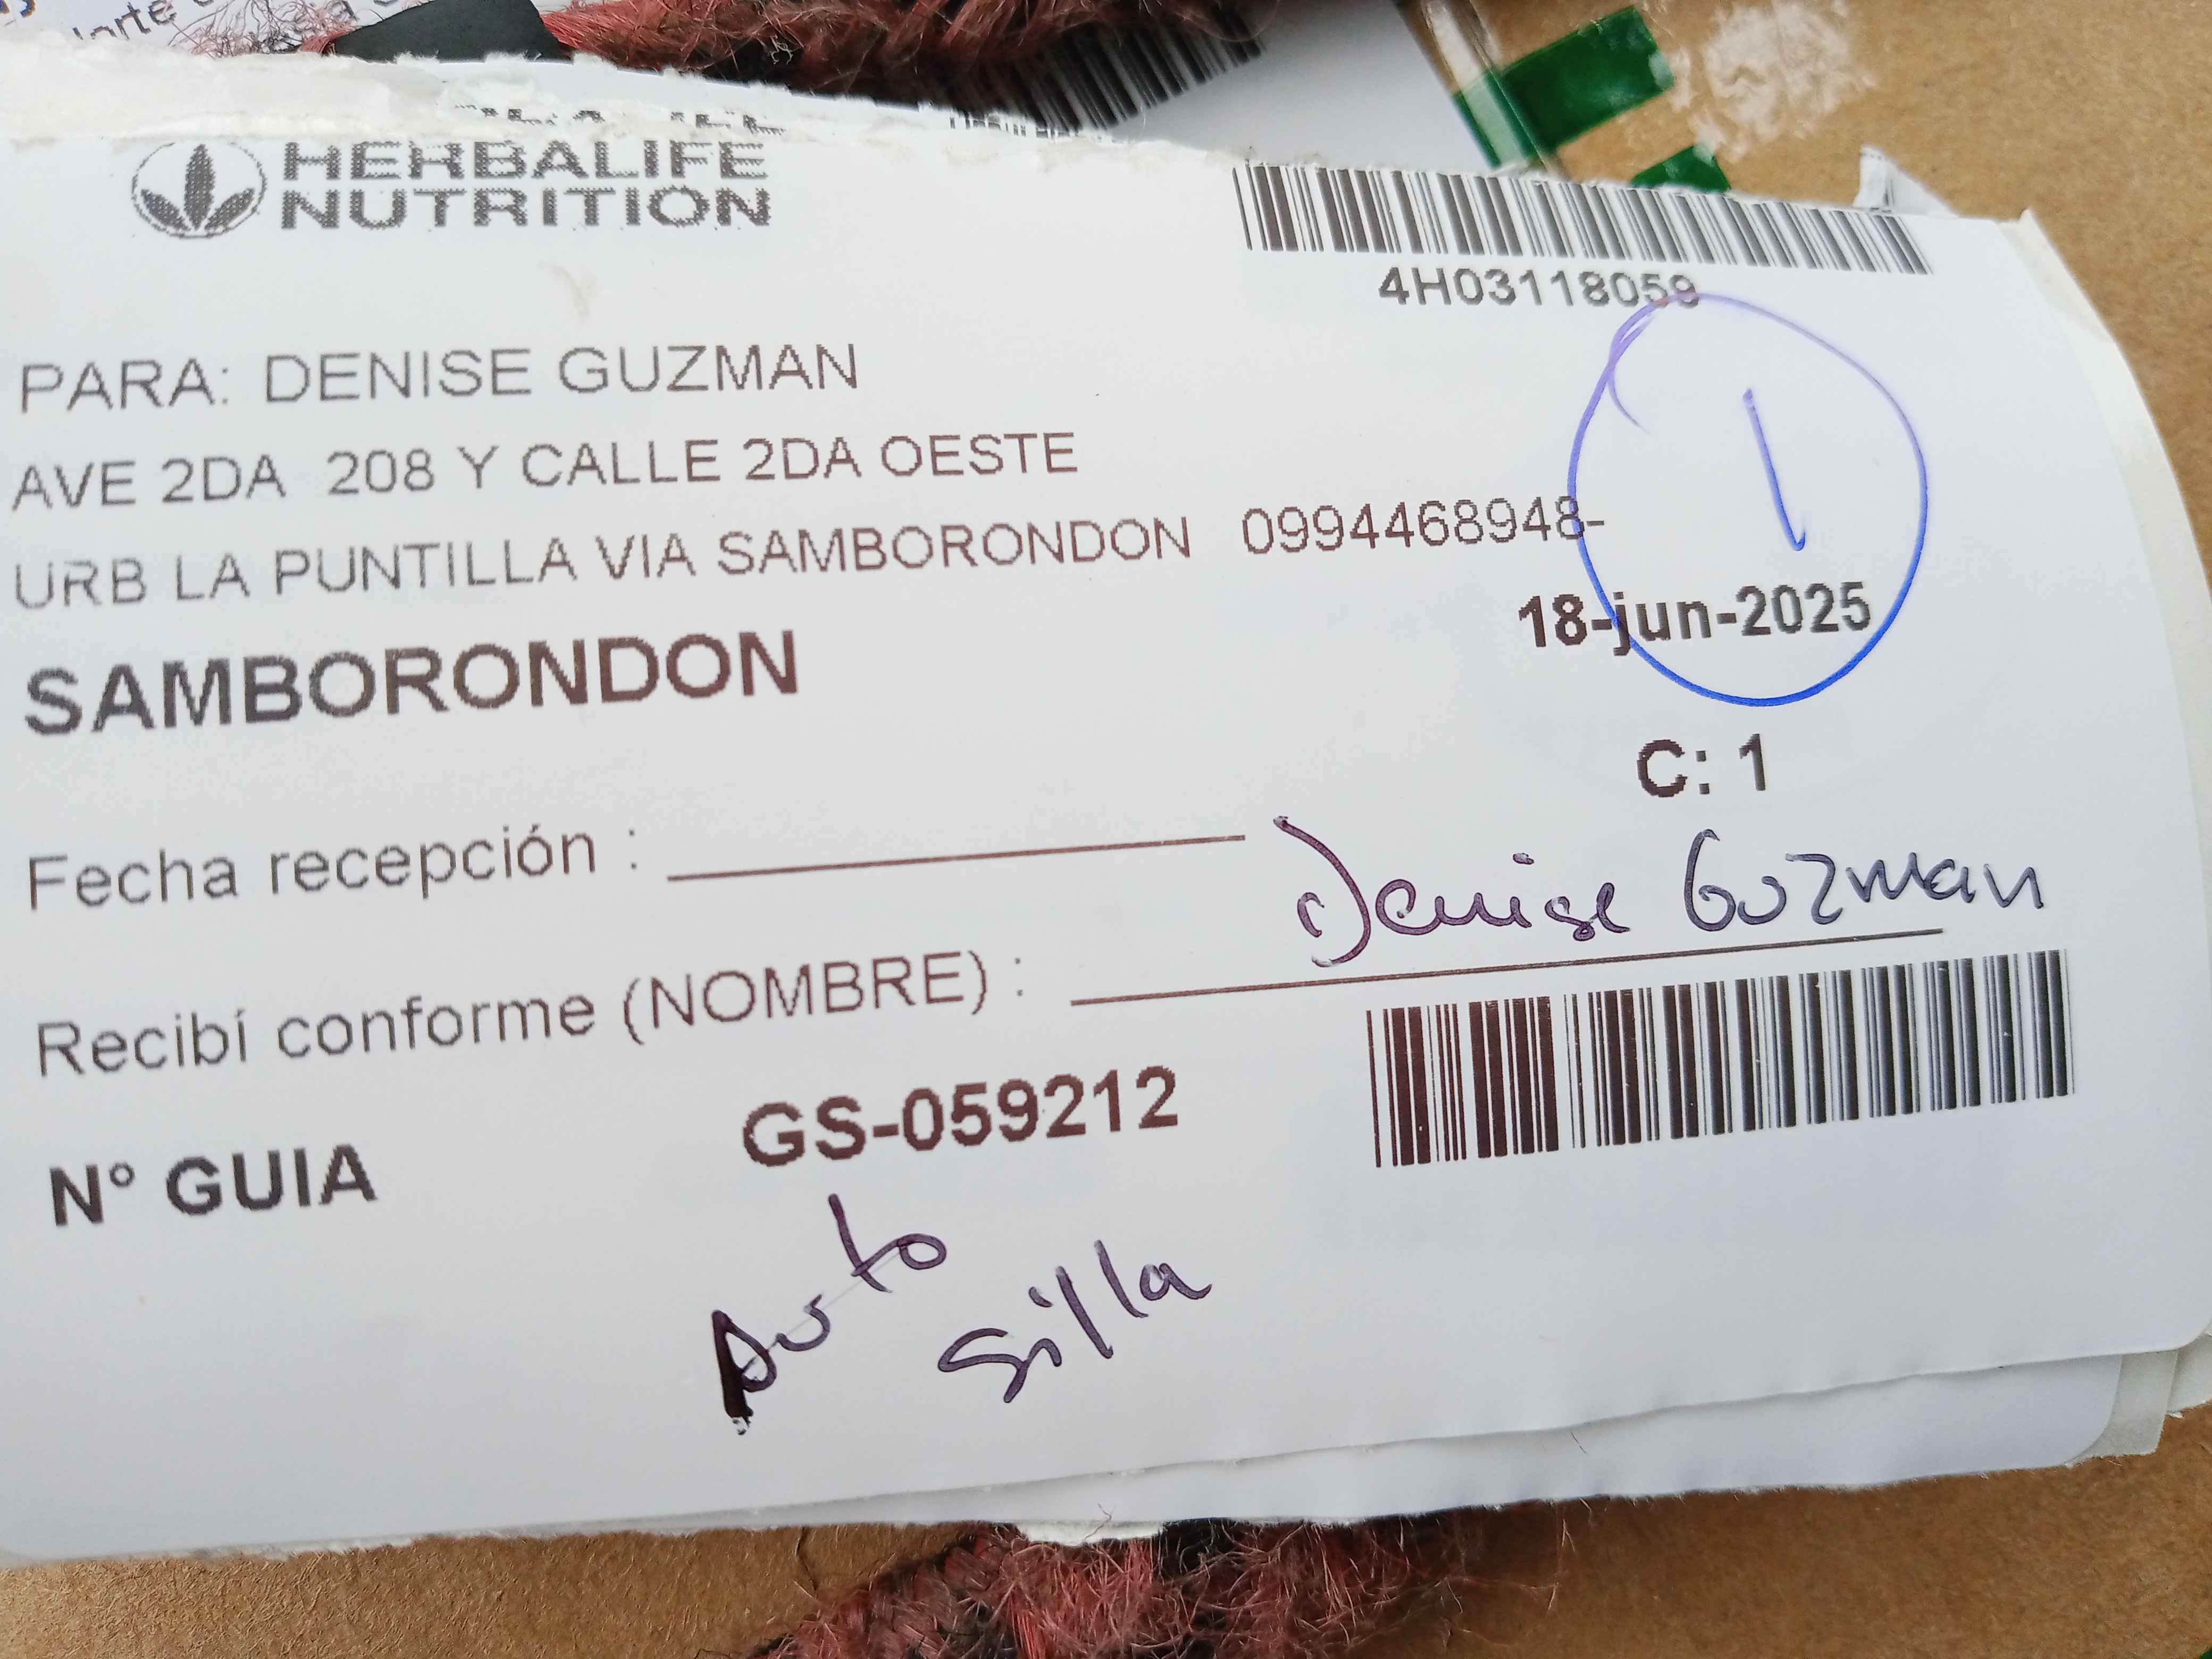 HERBALIFE
NUTRITION
4H03118059
PARA: DENISE GUZMAN
AVE 2DA 208 Y CALLE 2DA OESTE
URB LA PUNTILLA VIA SAMBORONDON 0994468948-
1
18-jun-2025
SAMBORONDON
C: 1
Fecha recepción :
Denise Guzman
Recibí conforme (NOMBRE) :
Nº GUIA GS-059212
Auto
silla